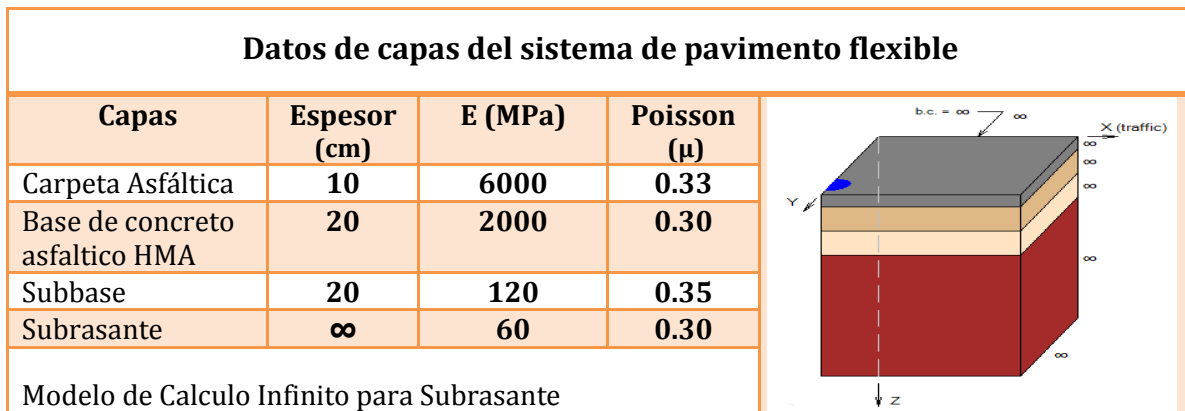 Datos de capas del sistema de pavimento flexible
Capas Espesor (cm) E (MPa) Poisson (μ)
Carpeta Asfáltica 10 6000 0.33
Base de concreto asfaltico HMA 20 2000 0.30
Subbase 20 120 0.35
Subrasante ∞ 60 0.30
Modelo de Calculo Infinito para Subrasante
b.c. = ∞ ∞
X (traffic)
∞
∞
∞
Y
∞
∞
Z